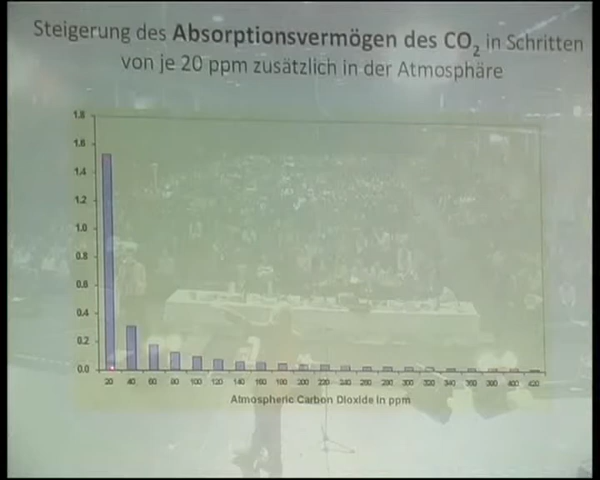 Steigerung des Absorptionsvermögen des CO₂ in Schritten
von je 20 ppm zusätzlich in der Atmosphäre
1.8
1.6
1.4
1.2
1.0
0.8
0.6
0.4
0.2
0.0
20 40 60 80 100 120 140 160 180 200 220 240 260 280 300 320 340 360 380 400 420
Atmospheric Carbon Dioxide in ppm